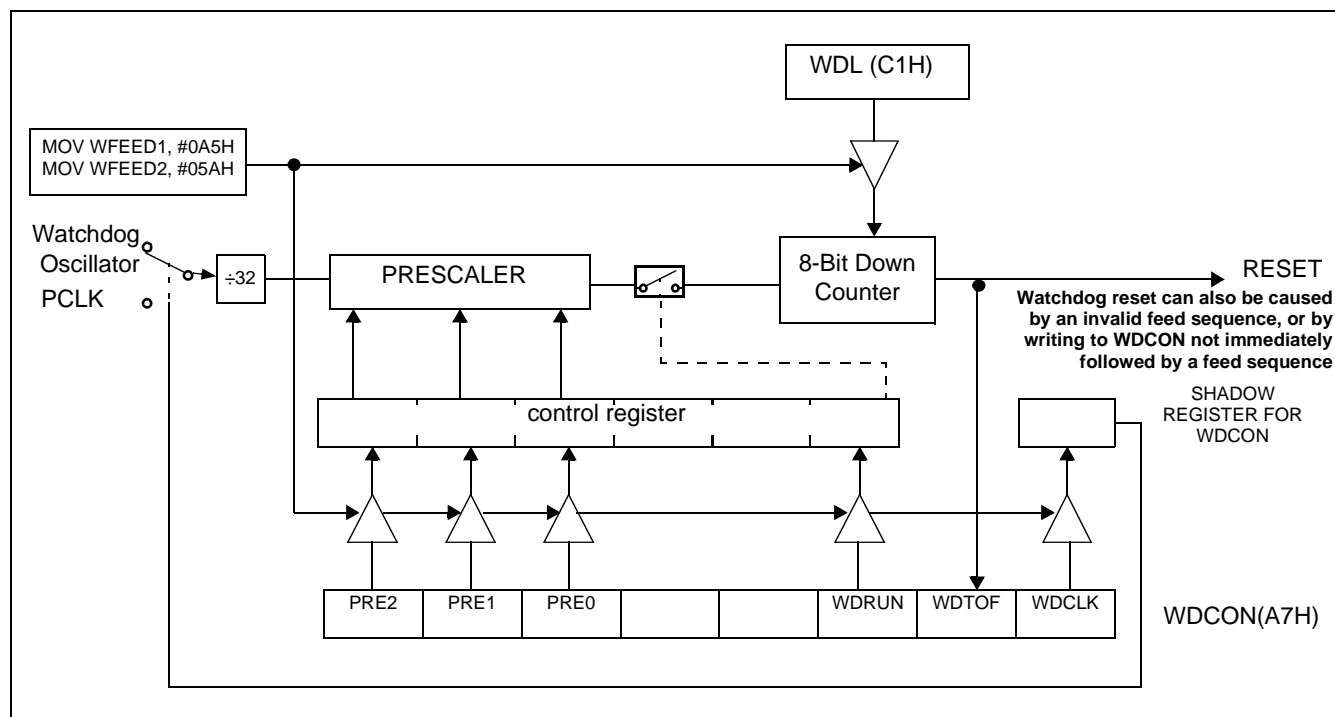 WDL (C1H)
MOV WFEED1, #0A5H
MOV WFEED2, #05AH
Watchdog
Oscillator
PCLK
÷32
PRESCALER
8-Bit Down
Counter
RESET
Watchdog reset can also be caused
by an invalid feed sequence, or by
writing to WDCON not immediately
followed by a feed sequence
SHADOW
REGISTER FOR
WDCON
control register
PRE2
PRE1
PRE0
WDRUN
WDTOF
WDCLK
WDCON(A7H)